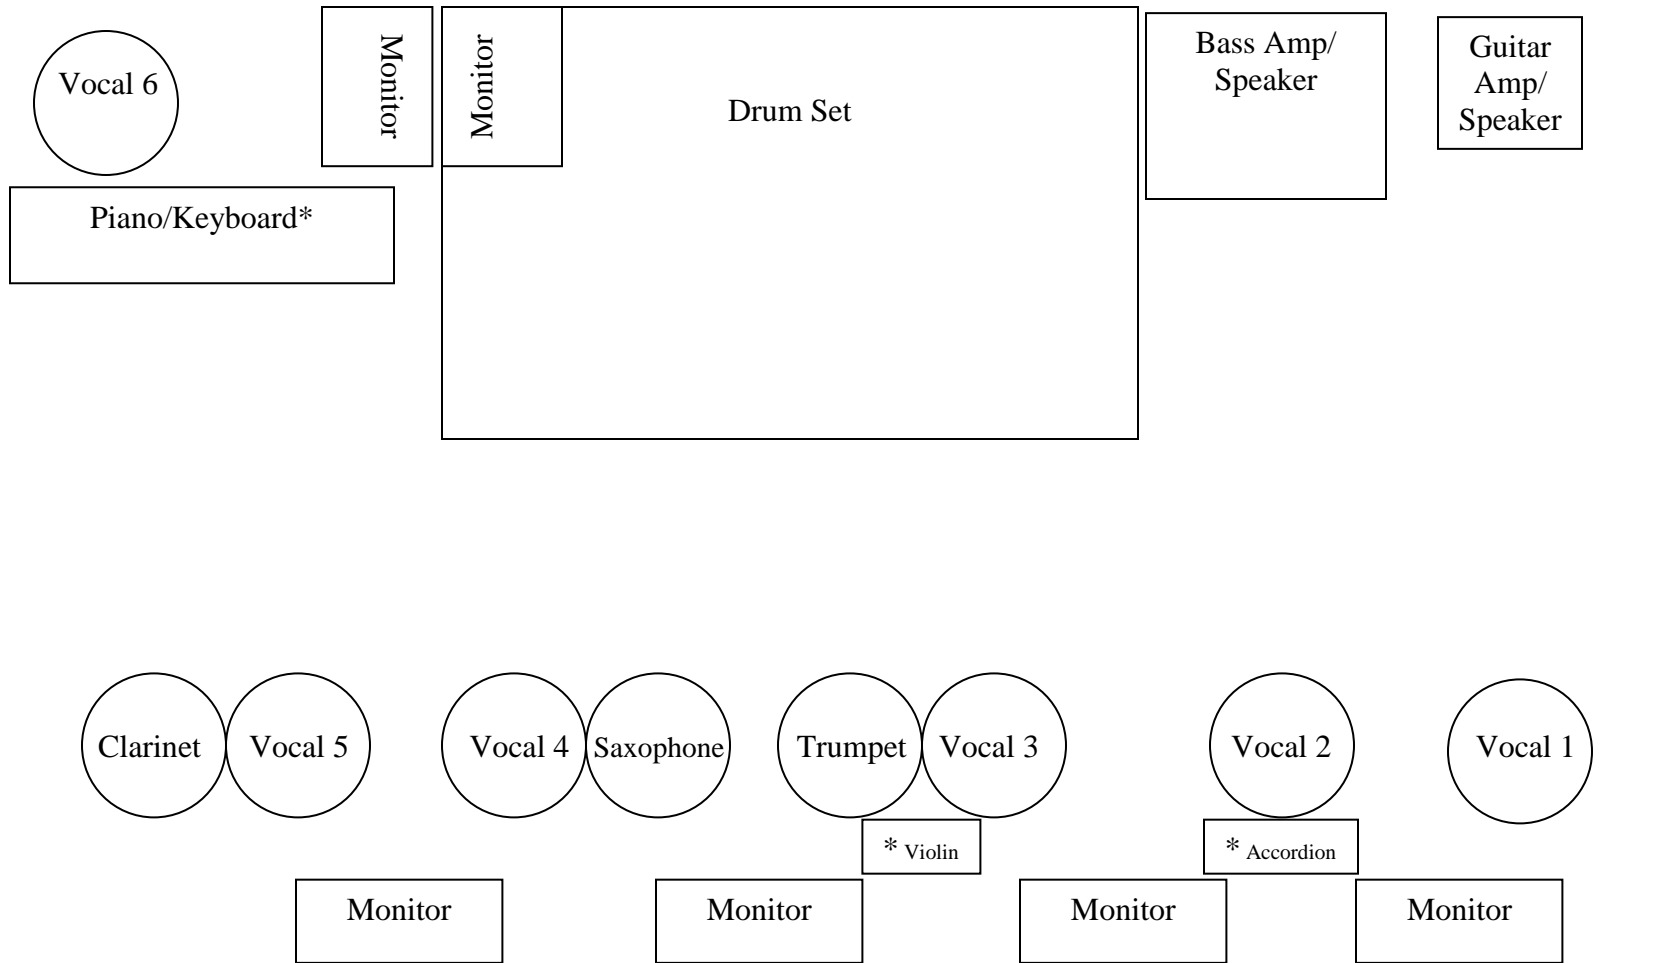 Vocal 6
Monitor
Monitor
Drum Set
Bass Amp/
Speaker
Guitar
Amp/
Speaker
Piano/Keyboard*
Clarinet
Vocal 5
Vocal 4
Saxophone
Trumpet
Vocal 3
Vocal 2
Vocal 1
* Violin
* Accordion
Monitor
Monitor
Monitor
Monitor